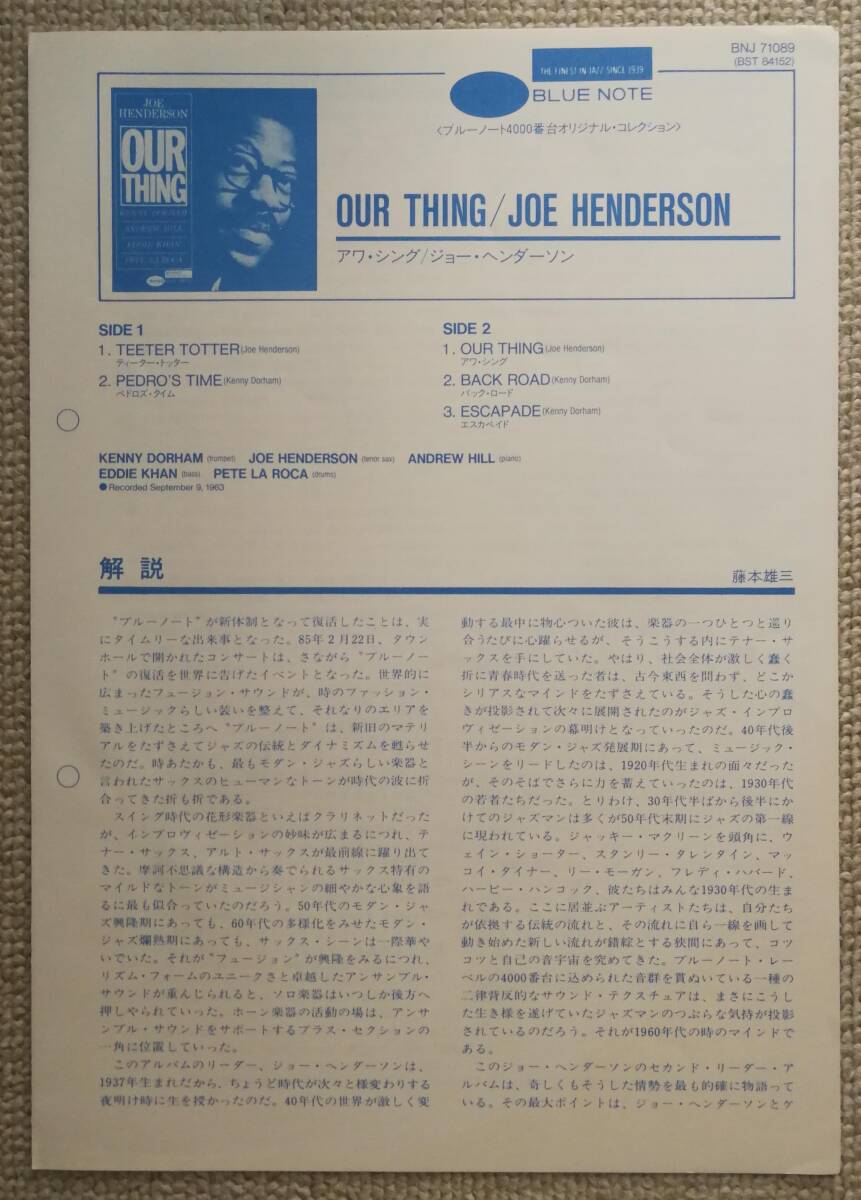 BNJ 71089
(BST 84152)
THE FINEST IN JAZZ SINCE 1939
BLUE NOTE
〈ブルーノート4000番台オリジナル・コレクション〉
JOE
HENDERSON
OUR
THING
KENNY DORHAM
ANDREW HILL
EDDIE KHAN
PETE LA ROCA
OUR THING/JOE HENDERSON
アワ・シング/ジョー・ヘンダーソン
SIDE 1
1. TEETER TOTTER (Joe Henderson)
ティーター・トッター
2. PEDRO'S TIME (Kenny Dorham)
ペドロズ・タイム
SIDE 2
1. OUR THING (Joe Henderson)
アワ・シング
2. BACK ROAD (Kenny Dorham)
バック・ロード
3. ESCAPADE (Kenny Dorham)
エスカペイド
KENNY DORHAM (trumpet) JOE HENDERSON (tenor sax) ANDREW HILL (piano)
EDDIE KHAN (bass) PETE LA ROCA (drums)
●Recorded September 9, 1963
解説
藤本雄三
"ブルーノート"が新体制となって復活したことは、実
にタイムリーな出来事となった。85年2月22日、タウン
ホールで開かれたコンサートは、さながら"ブルーノー
ト"の復活を世界に告げたイベントとなった。世界的に
広まったフュージョン・サウンドが、時のファッション・
ミュージックらしい装いを整えて、それなりのエリアを
築き上げたところへ"ブルーノート"は、新旧のマテリ
アルをたずさえてジャズの伝統とダイナミズムを甦らせ
たのだ。時あたかも、最もモダン・ジャズらしい楽器と
言われたサックスのヒューマンなトーンが時代の波に折
合ってきた折も折である。
スイング時代の花形楽器といえばクラリネットだった
が、インプロヴィゼーションの妙味が広まるにつれ、テ
ナー・サックス、アルト・サックスが最前線に躍り出て
きた。摩訶不思議な構造から奏でられるサックス特有の
マイルドなトーンがミュージシャンの細やかな心象を語
るに最も似合っていたのだろう。50年代のモダン・ジャ
ズ興隆期にあっても、60年代の多様化をみせたモダン・
ジャズ爛熟期にあっても、サックス・シーンは一際華や
いでいた。それが"フュージョン"が興隆をみるにつれ、
リズム・フォームのユニークさと卓越したアンサンブル・
サウンドが重んじられると、ソロ楽器はいつしか後方へ
押しやられていった。ホーン楽器の活動の場は、アンサ
ンブル・サウンドをサポートするブラス・セクションの
一角に位置していった。
このアルバムのリーダー、ジョー・ヘンダーソンは、
1937年生まれだから、ちょうど時代が次々と様変わりする
夜明け時に生を授かったのだ。40年代の世界が激しく変
動する最中に物心ついた彼は、楽器の一つひとつと巡り
合うたびに心躍らせるが、そうこうする内にテナー・サ
ックスを手にしていた。やはり、社会全体が激しく蠢く
折に青春時代を送った者は、古今東西を問わず、どこか
シリアスなマインドをたずさえている。そうした心の蠢
きが投影されて次々に展開されたのがジャズ・インプロ
ヴィゼーションの幕明けとなっていったのだ。40年代後
半からのモダン・ジャズ発展期にあって、ミュージック・
シーンをリードしたのは、1920年代生まれの面々だった
が、そのそばでさらに力を蓄えていったのは、1930年代
の若者たちだった。とりわけ、30年代半ばから後半にか
けてのジャズマンは多くが50年代末期にジャズの第一線
に現われている。ジャッキー・マクリーンを頭角に、ウ
ェイン・ショーター、スタンリー・タレンタイン、マッ
コイ・タイナー、リー・モーガン、フレディ・ハバード、
ハービー・ハンコック、彼たちはみんな1930年代の生ま
れである。ここに居並ぶアーティストたちは、自分たち
が依拠する伝統の流れと、その流れに自ら一線を画して
動き始めた新しい流れが錯綜とする狭間にあって、コツ
コツと自己の音宇宙を究めてきた。ブルーノート・レー
ベルの4000番台に込められた音群を貫ぬいている一種の
二律背反的なサウンド・テクスチュアは、まさにこうし
た生き様を遂げていたジャズマンのつぶらな気持が投影
されているのだろう。それが1960年代の時のマインドで
ある。
このジョー・ヘンダーソンのセカンド・リーダー・ア
ルバムは、奇しくもそうした情勢を最も的確に物語って
いる。その最大ポイントは、ジョー・ヘンダーソンとケ